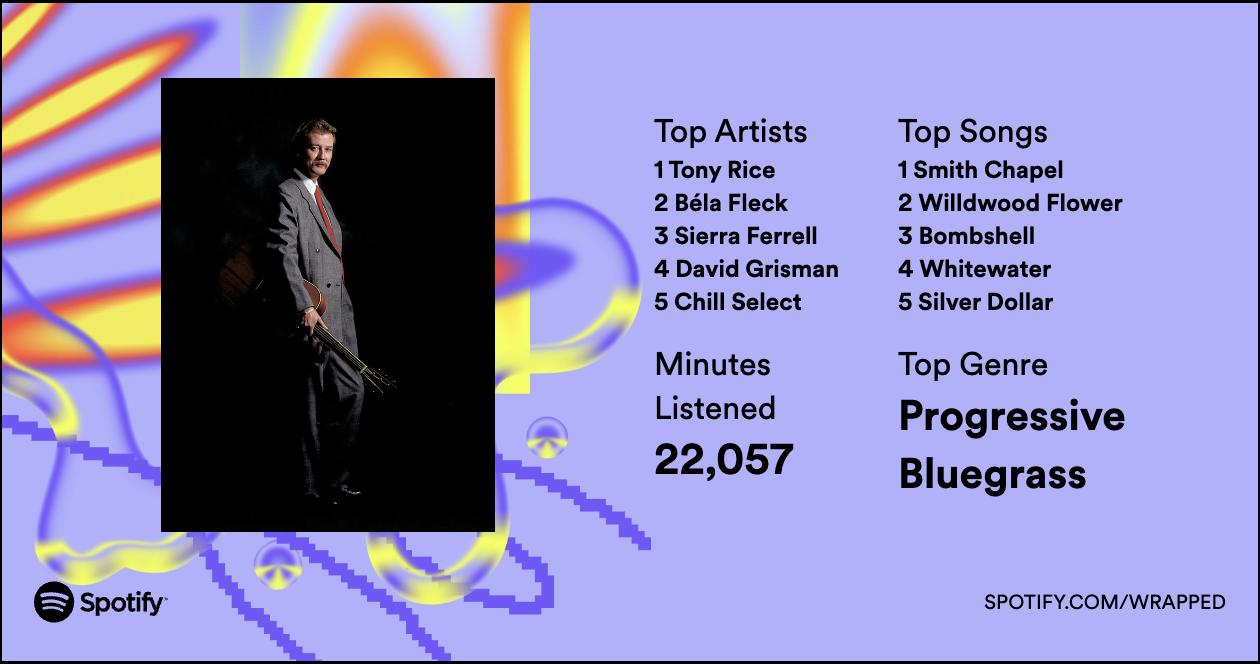 Top Artists
1 Tony Rice
2 Béla Fleck
3 Sierra Ferrell
4 David Grisman
5 Chill Select
Top Songs
1 Smith Chapel
2 Willdwood Flower
3 Bombshell
4 Whitewater
5 Silver Dollar
Minutes
Listened
22,057
Top Genre
Progressive
Bluegrass
Spotify
SPOTIFY.COM/WRAPPED